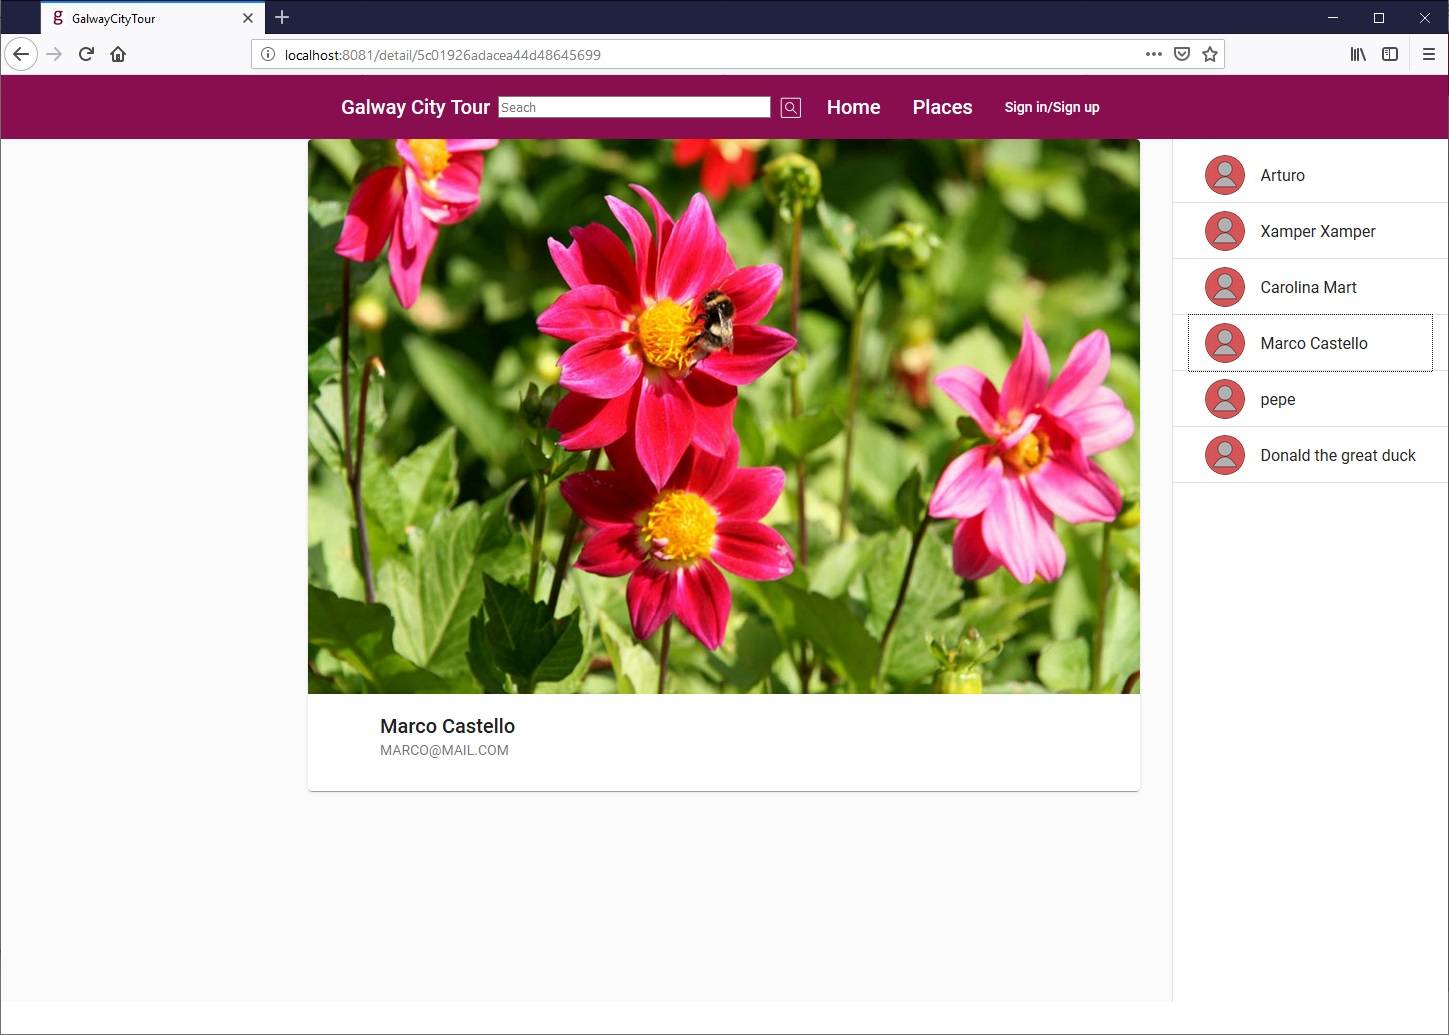 g GalwayCityTour
localhost:8081/detail/5c01926adacea44d48645699
Galway City Tour Seach Home Places Sign in/Sign up
Arturo
Xamper Xamper
Carolina Mart
Marco Castello
pepe
Donald the great duck
Marco Castello
MARCO@MAIL.COM